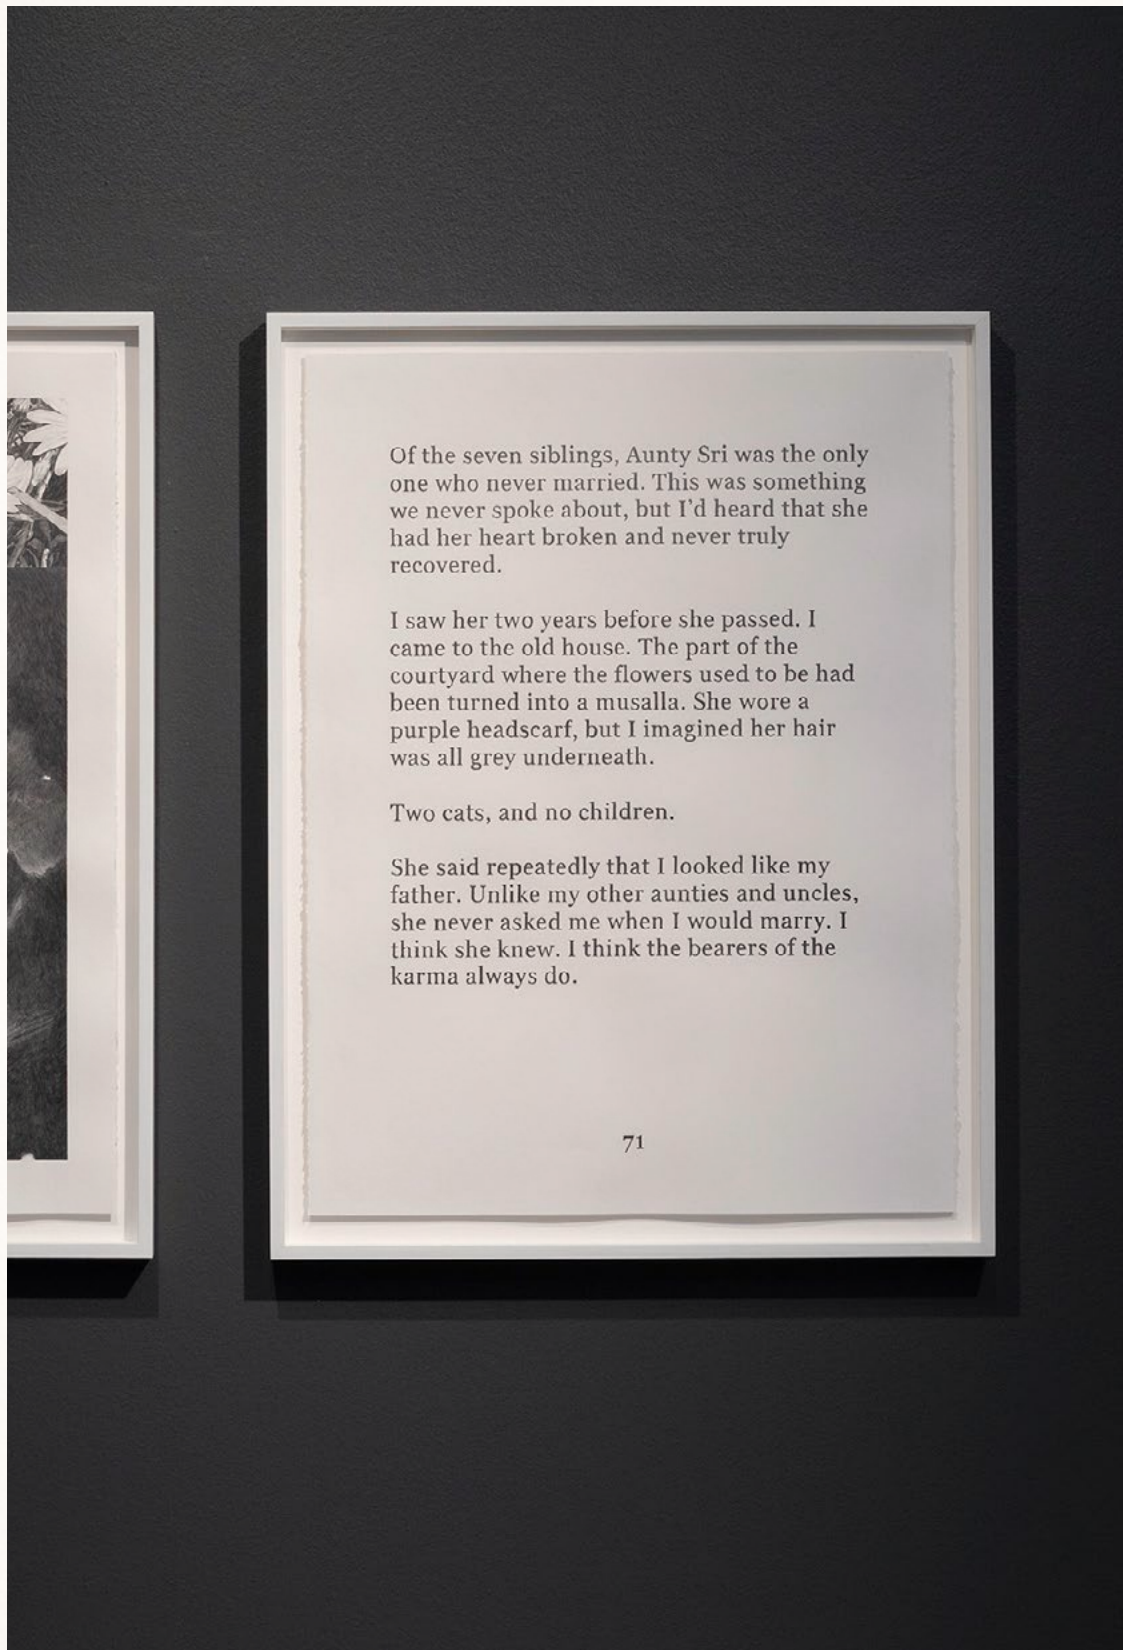 Of the seven siblings, Aunty Sri was the only
one who never married. This was something
we never spoke about, but I’d heard that she
had her heart broken and never truly
recovered.
I saw her two years before she passed. I
came to the old house. The part of the
courtyard where the flowers used to be had
been turned into a musalla. She wore a
purple headscarf, but I imagined her hair
was all grey underneath.
Two cats, and no children.
She said repeatedly that I looked like my
father. Unlike my other aunties and uncles,
she never asked me when I would marry. I
think she knew. I think the bearers of the
karma always do.
71